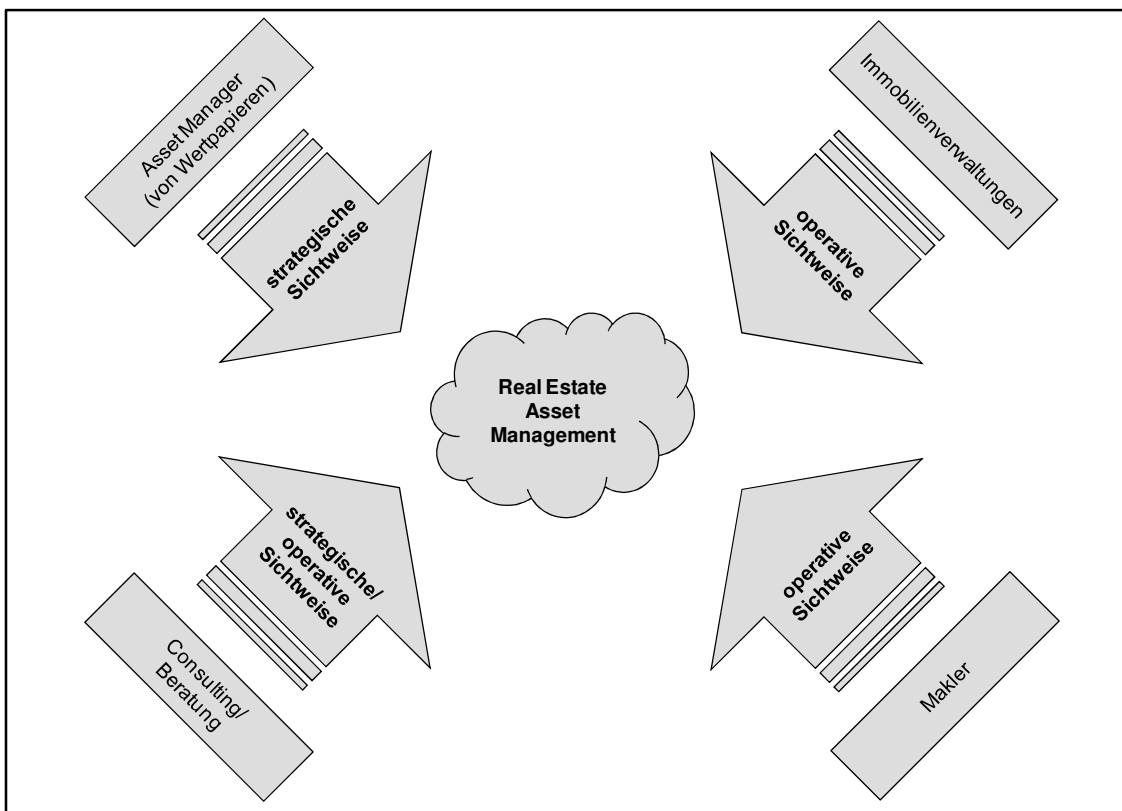 Asset Manager
(von Wertpapieren)
strategische
Sichtweise
Immobilienverwaltungen
operative
Sichtweise
Real Estate
Asset
Management
strategische/
operative
Sichtweise
Consulting/
Beratung
operative
Sichtweise
Makler